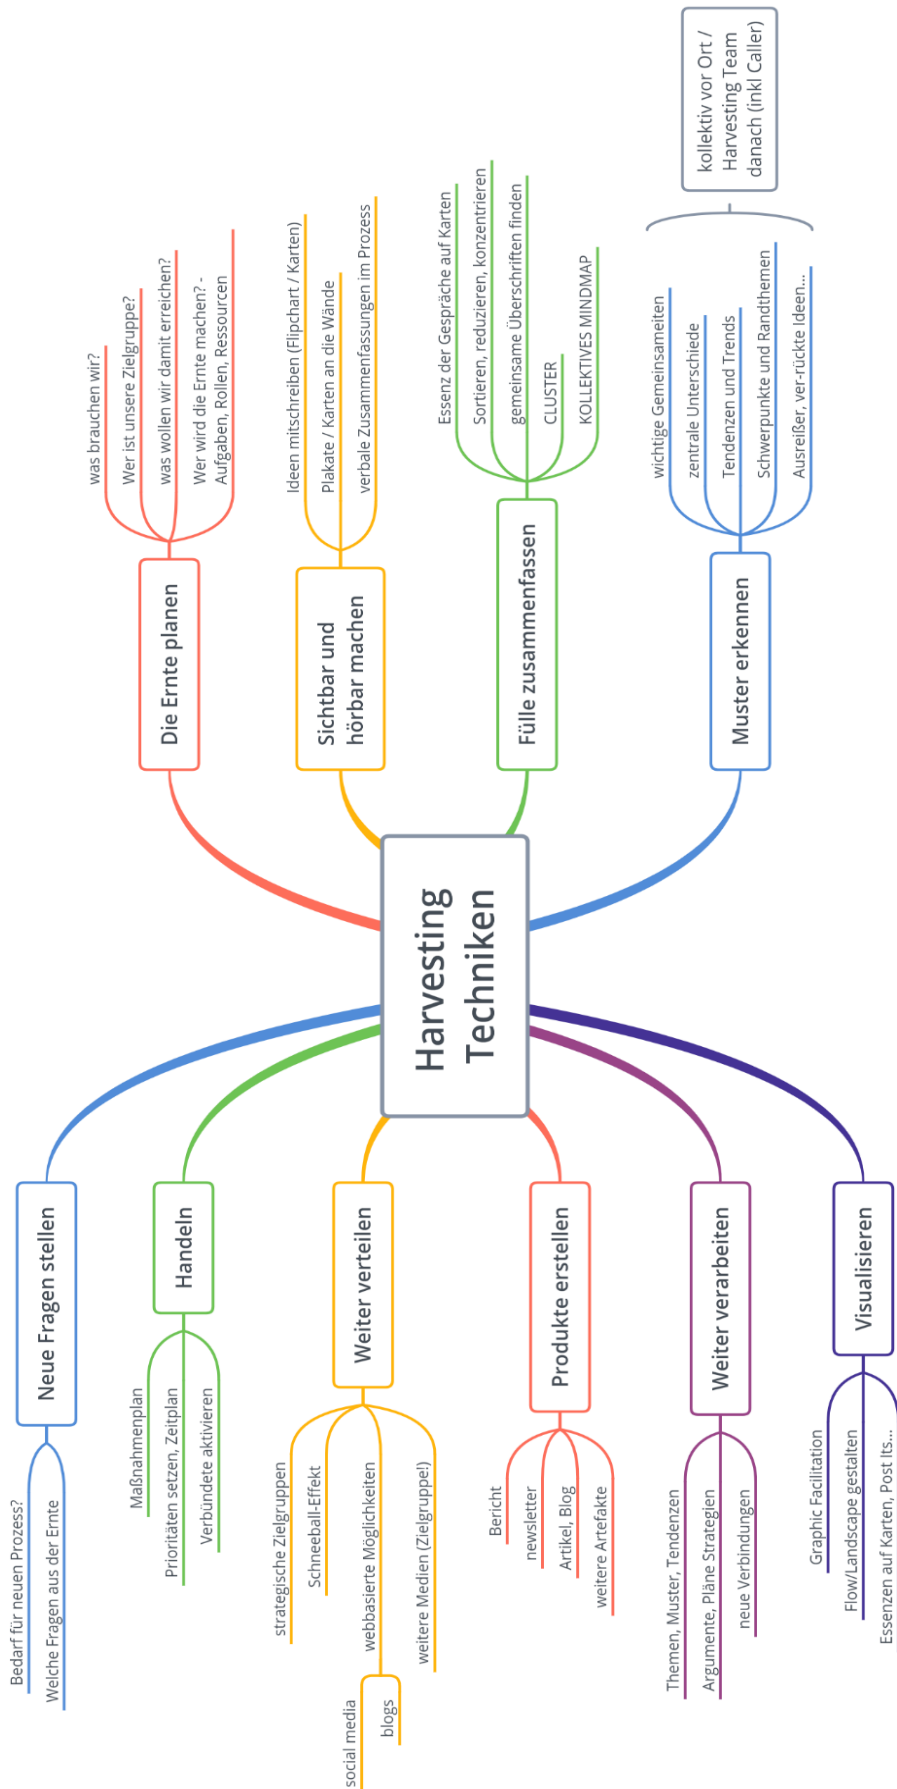 Harvesting
Techniken
Die Ernte planen
was brauchen wir?
Wer ist unsere Zielgruppe?
was wollen wir damit erreichen?
Wer wird die Ernte machen? -
Aufgaben, Rollen, Ressourcen
Sichtbar und
hörbar machen
Ideen mitschreiben (Flipchart / Karten)
Plakate / Karten an die Wände
verbale Zusammenfassungen im Prozess
Fülle zusammenfassen
Essenz der Gespräche auf Karten
Sortieren, reduzieren, konzentrieren
gemeinsame Überschriften finden
CLUSTER
KOLLEKTIVES MINDMAP
Muster erkennen
wichtige Gemeinsameiten
zentrale Unterschiede
Tendenzen und Trends
Schwerpunkte und Randthemen
Ausreißer, ver-rückte Ideen...
kollektiv vor Ort /
Harvesting Team
danach (inkl Caller)
Neue Fragen stellen
Bedarf für neuen Prozess?
Welche Fragen aus der Ernte
Handeln
Maßnahmenplan
Prioritäten setzen, Zeitplan
Verbündete aktivieren
Weiter verteilen
strategische Zielgruppen
Schneeball-Effekt
webbasierte Möglichkeiten
social media
blogs
weitere Medien (Zielgruppe!)
Produkte erstellen
Bericht
newsletter
Artikel, Blog
weitere Artefakte
Weiter verarbeiten
Themen, Muster, Tendenzen
Argumente, Pläne Strategien
neue Verbindungen
Visualisieren
Graphic Facilitation
Flow/Landscape gestalten
Essenzen auf Karten, Post Its...